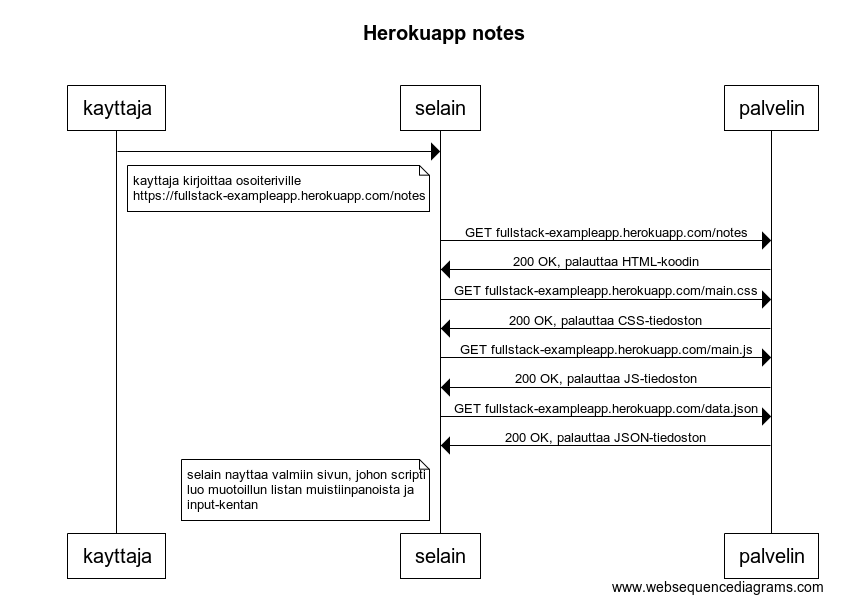 Herokuapp notes
kayttaja
selain
palvelin
kayttaja kirjoittaa osoiteriville
https://fullstack-exampleapp.herokuapp.com/notes
GET fullstack-exampleapp.herokuapp.com/notes
200 OK, palauttaa HTML-koodin
GET fullstack-exampleapp.herokuapp.com/main.css
200 OK, palauttaa CSS-tiedoston
GET fullstack-exampleapp.herokuapp.com/main.js
200 OK, palauttaa JS-tiedoston
GET fullstack-exampleapp.herokuapp.com/data.json
200 OK, palauttaa JSON-tiedoston
selain nayttaa valmiin sivun, johon scripti
luo muotoillun listan muistiinpanoista ja
input-kentan
kayttaja
selain
palvelin
www.websequencediagrams.com